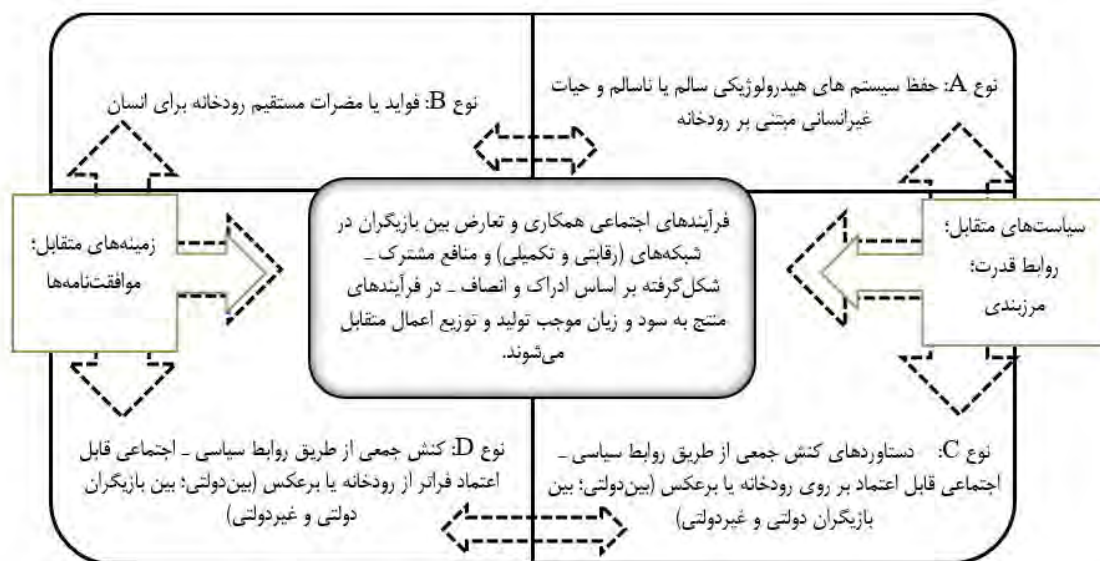 نوع A: حفظ سیستم های هیدرولوژیکی سالم یا ناسالم و حیات
غیرانسانی مبتنی بر رودخانه
نوع B: فواید یا مضرات مستقیم رودخانه برای انسان
سیاست‌های متقابل؛
روابط قدرت؛
مرزبندی
فرآیندهای اجتماعی همکاری و تعارض بین بازیگران در
شبکه‌های (رقابتی و تکمیلی) و منافع مشترک ـ
شکل‌گرفته بر اساس ادراک و انصاف ـ در فرآیندهای
منتج به سود و زیان موجب تولید و توزیع اعمال متقابل
می‌شوند.
زمینه‌های متقابل؛
موافقت‌نامه‌ها
نوع C: دستاوردهای کنش جمعی از طریق روابط سیاسی ـ
اجتماعی قابل اعتماد بر روی رودخانه یا برعکس (بین‌دولتی؛ بین
بازیگران دولتی و غیردولتی)
نوع D: کنش جمعی از طریق روابط سیاسی ـ اجتماعی قابل
اعتماد فراتر از رودخانه یا برعکس (بین‌دولتی؛ بین بازیگران
دولتی و غیردولتی)